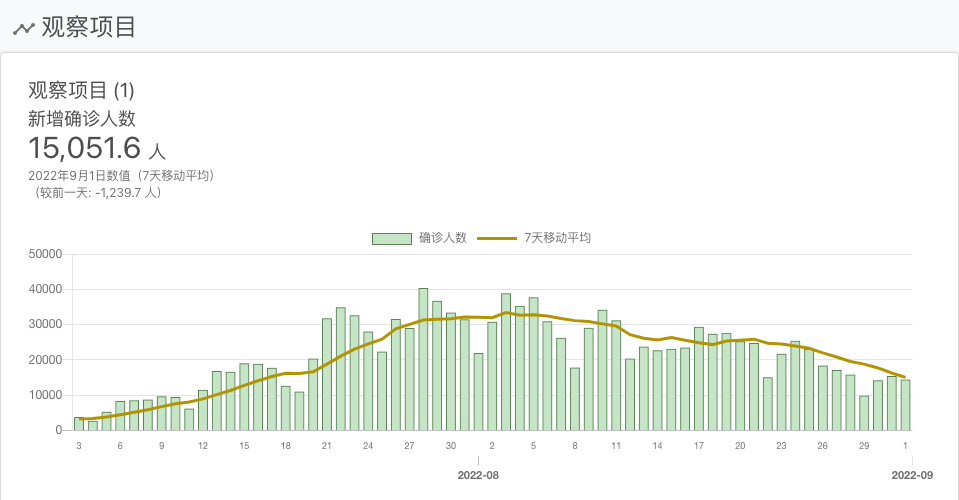 观察项目
观察项目 (1)
新增确诊人数
15,051.6 人
2022年9月1日数值（7天移动平均）
（较前一天: -1,239.7 人）
确诊人数 7天移动平均
50000
40000
30000
20000
10000
0
3 6 9 12 15 18 21 24 27 30 2 5 8 11 14 17 20 23 26 29 1
2022-08 2022-09